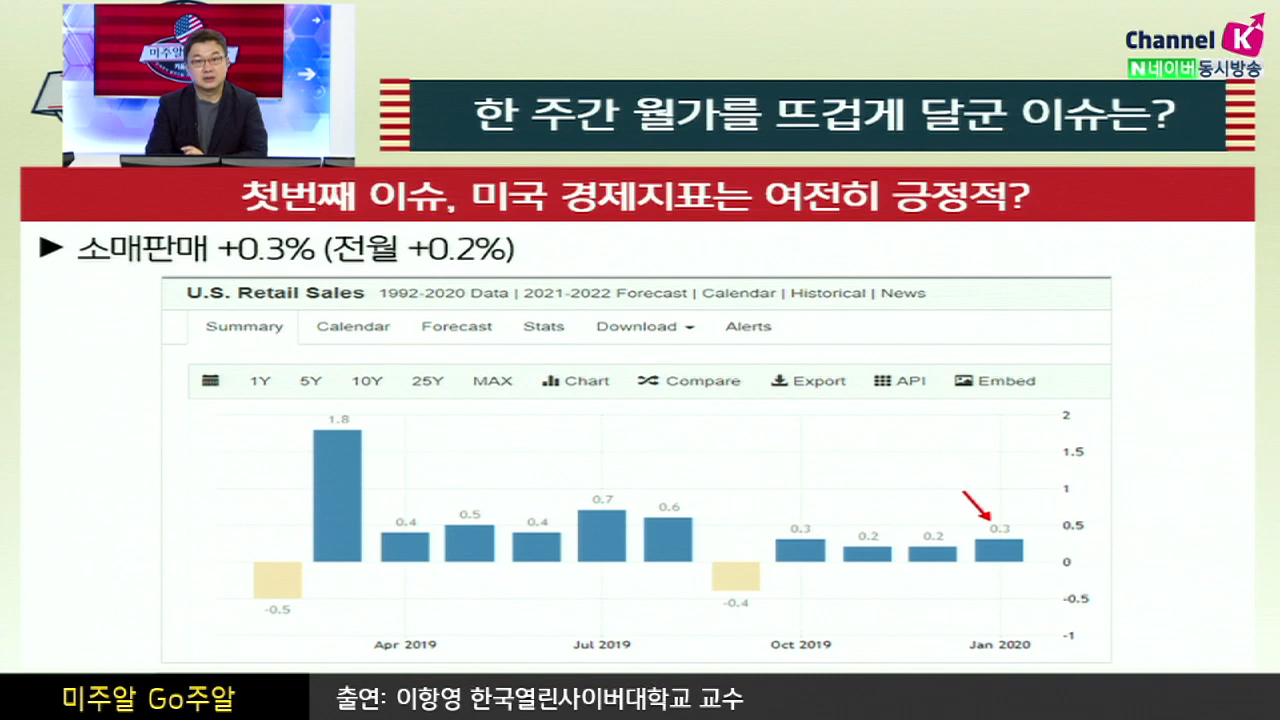 미주알
Channel K
N네이버 동시방송
한 주간 월가를 뜨겁게 달군 이슈는?
첫번째 이슈, 미국 경제지표는 여전히 긍정적?
▶ 소매판매 +0.3% (전월 +0.2%)
U.S. Retail Sales 1992-2020 Data | 2021-2022 Forecast | Calendar | Historical | News
Summary Calendar Forecast Stats Download Alerts
1Y 5Y 10Y 25Y MAX Chart Compare Export API Embed
1.8
2
1.5
1
0.7
0.6
0.5
0.4
0.4
0.3
0.2
0.2
0.3
0.5
0
-0.5
-0.4
-0.5
-1
Apr 2019 Jul 2019 Oct 2019 Jan 2020
미주알 Go주알
출연: 이항영 한국열린사이버대학교 교수